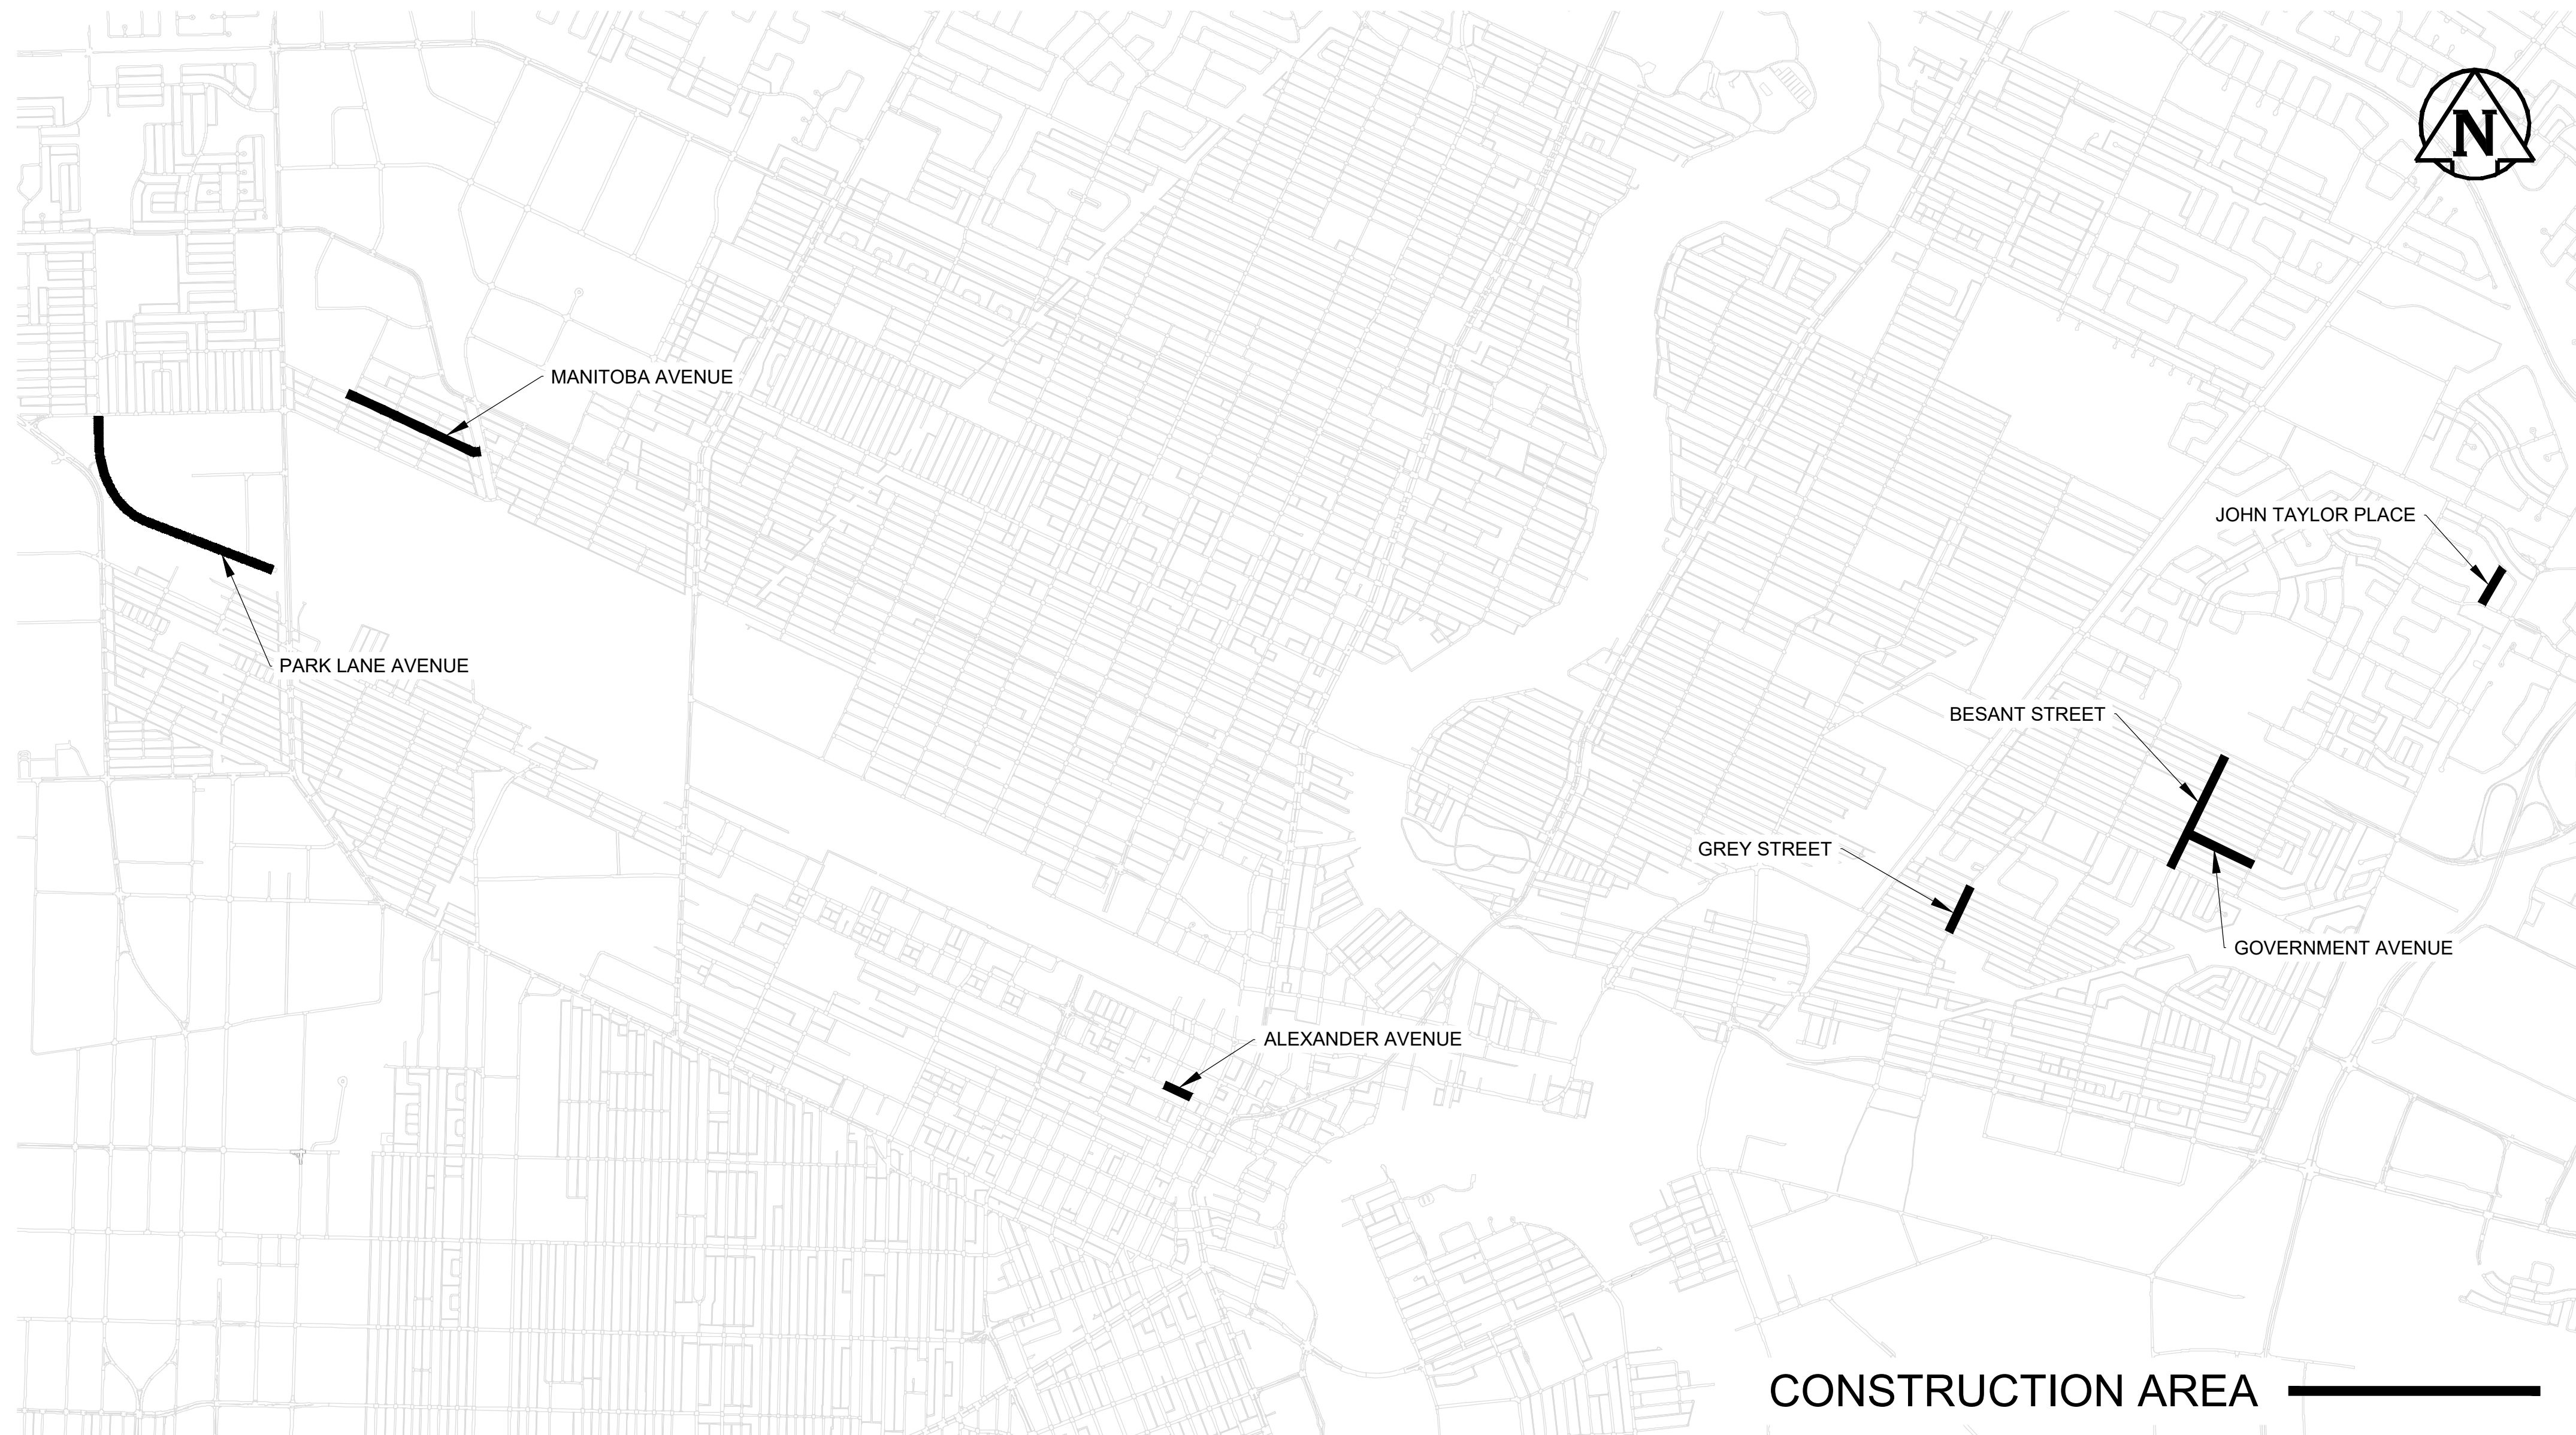 N
MANITOBA AVENUE
JOHN TAYLOR PLACE
PARK LANE AVENUE
BESANT STREET
GREY STREET
GOVERNMENT AVENUE
ALEXANDER AVENUE
CONSTRUCTION AREA